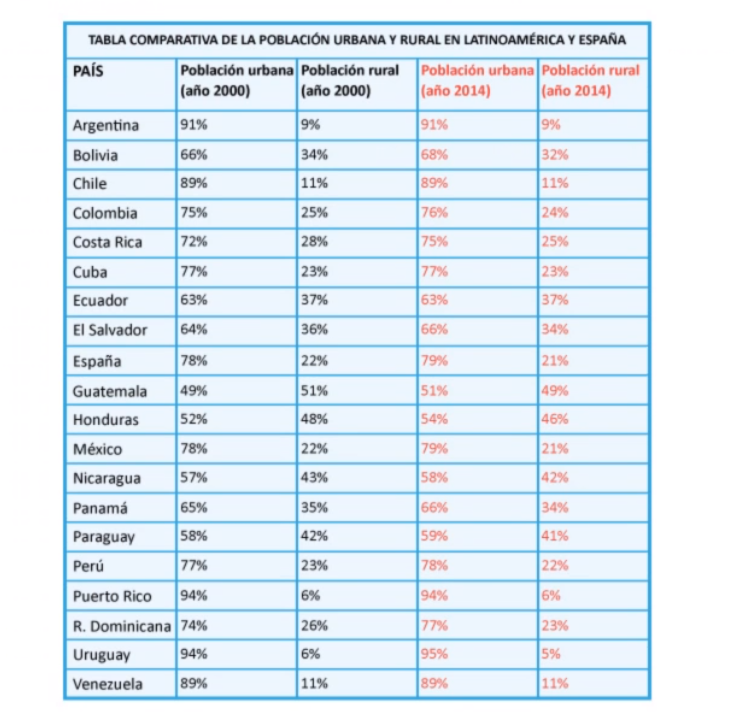 TABLA COMPARATIVA DE LA POBLACIÓN URBANA Y RURAL EN LATINOAMÉRICA Y ESPAÑA
PAÍS Población urbana (año 2000) Población rural (año 2000) Población urbana (año 2014) Población rural (año 2014)
Argentina 91% 9% 91% 9%
Bolivia 66% 34% 68% 32%
Chile 89% 11% 89% 11%
Colombia 75% 25% 76% 24%
Costa Rica 72% 28% 75% 25%
Cuba 77% 23% 77% 23%
Ecuador 63% 37% 63% 37%
El Salvador 64% 36% 66% 34%
España 78% 22% 79% 21%
Guatemala 49% 51% 51% 49%
Honduras 52% 48% 54% 46%
México 78% 22% 79% 21%
Nicaragua 57% 43% 58% 42%
Panamá 65% 35% 66% 34%
Paraguay 58% 42% 59% 41%
Perú 77% 23% 78% 22%
Puerto Rico 94% 6% 94% 6%
R. Dominicana 74% 26% 77% 23%
Uruguay 94% 6% 95% 5%
Venezuela 89% 11% 89% 11%